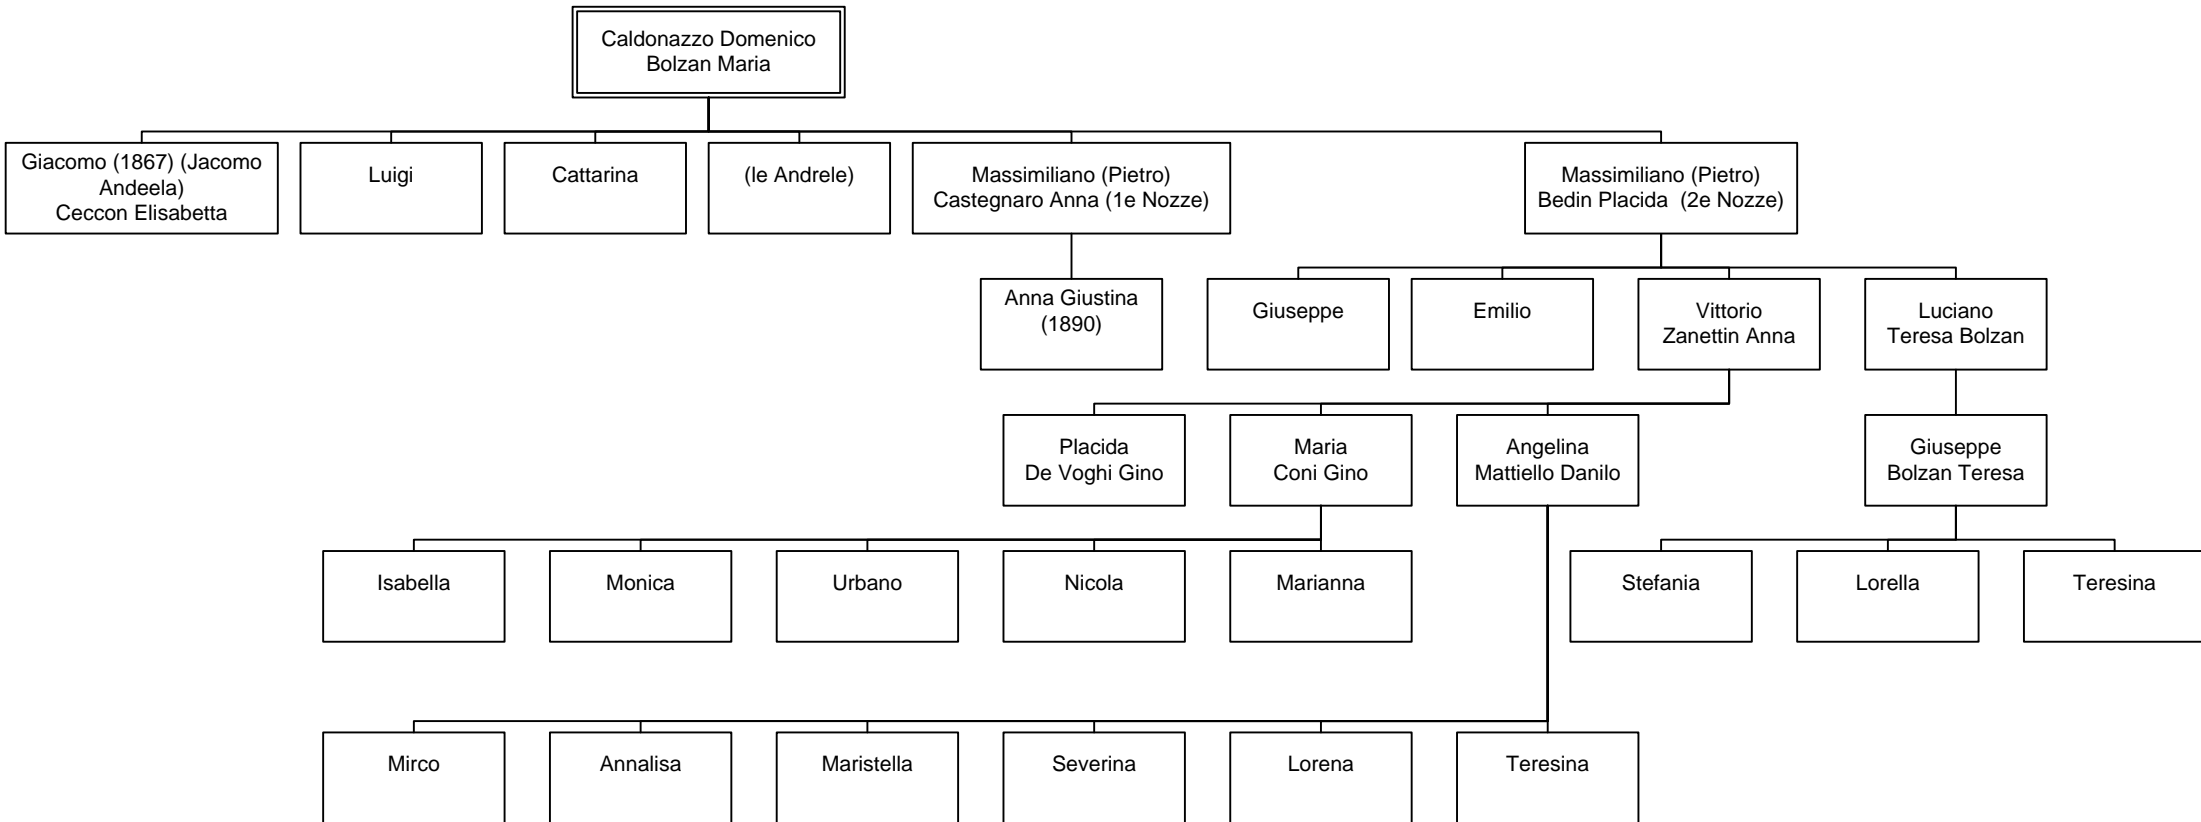 Caldonazzo Domenico
Bolzan Maria
Giacomo (1867) (Jacomo
Andeela)
Ceccon Elisabetta
Luigi
Cattarina
(le Andrele)
Massimiliano (Pietro)
Castegnaro Anna (1e Nozze)
Massimiliano (Pietro)
Bedin Placida (2e Nozze)
Anna Giustina
(1890)
Giuseppe
Emilio
Vittorio
Zanettin Anna
Luciano
Teresa Bolzan
Placida
De Voghi Gino
Maria
Coni Gino
Angelina
Mattiello Danilo
Giuseppe
Bolzan Teresa
Isabella
Monica
Urbano
Nicola
Marianna
Stefania
Lorella
Teresina
Mirco
Annalisa
Maristella
Severina
Lorena
Teresina